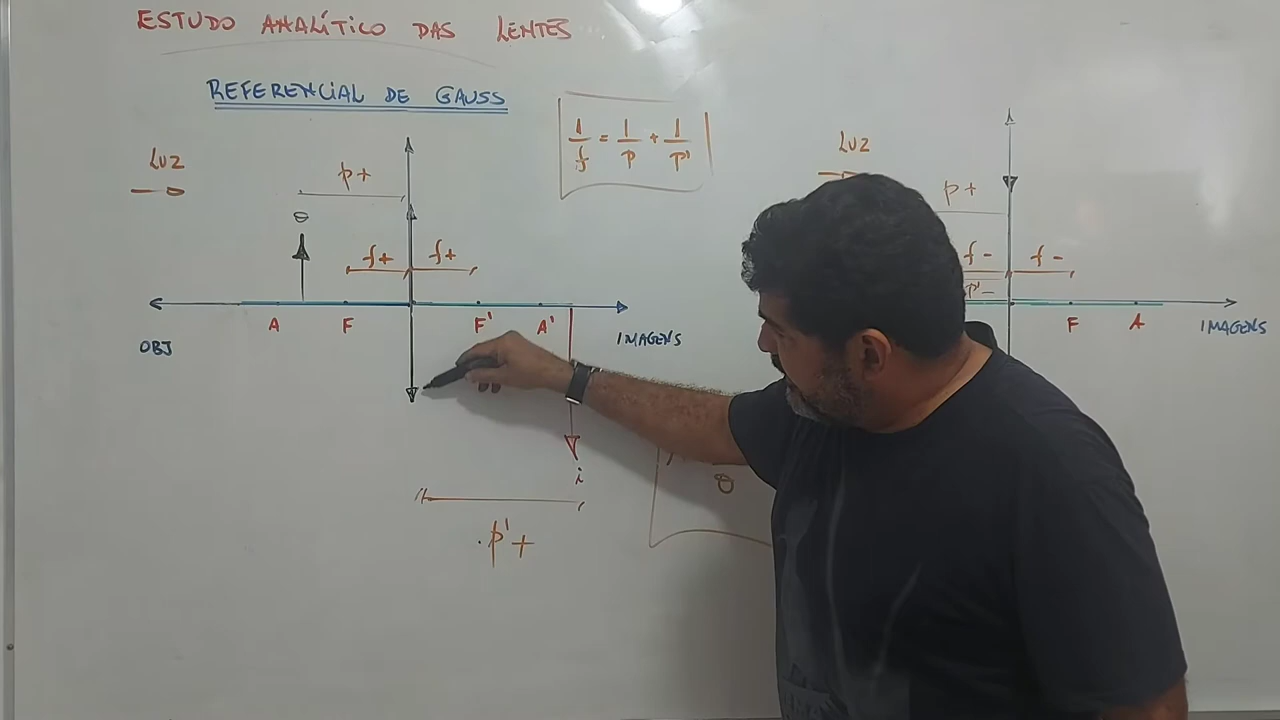 ESTUDO ANALÍTICO DAS LENTES
REFERENCIAL DE GAUSS
1/f = 1/p + 1/p'
LUZ
p+
o
f+ f+
A F F' A'
OBJ
IMAGENS
i
p'+
LUZ
p+
f- f-
p'-
F A
IMAGENS
o